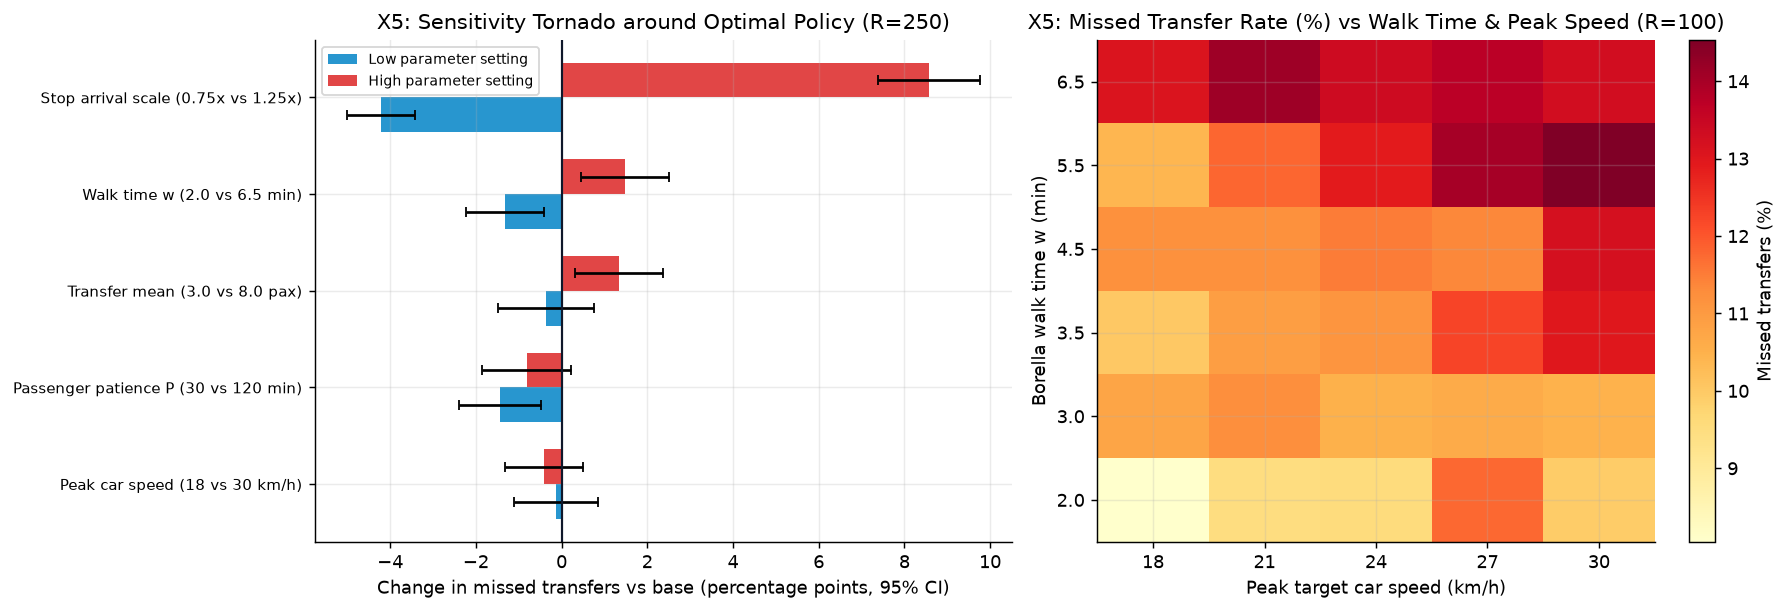 X5: Sensitivity Tornado around Optimal Policy (R=250)
Low parameter setting
High parameter setting
Stop arrival scale (0.75x vs 1.25x)
Walk time w (2.0 vs 6.5 min)
Transfer mean (3.0 vs 8.0 pax)
Passenger patience P (30 vs 120 min)
Peak car speed (18 vs 30 km/h)
−4 −2 0 2 4 6 8 10
Change in missed transfers vs base (percentage points, 95% CI)
X5: Missed Transfer Rate (%) vs Walk Time & Peak Speed (R=100)
Borella walk time w (min)
6.5
5.5
4.5
3.5
3.0
2.0
18 21 24 27 30
Peak target car speed (km/h)
14
13
12
11
10
9
Missed transfers (%)